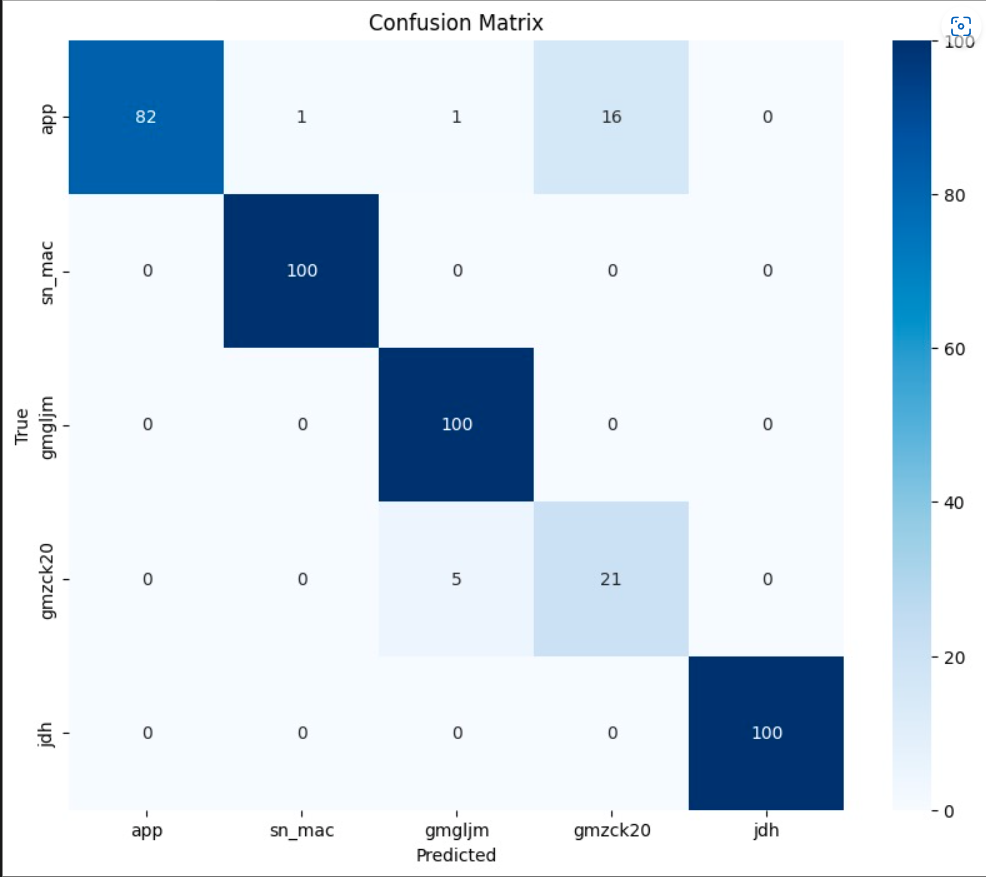 Confusion Matrix
app 82 1 1 16 0
sn_mac 0 100 0 0 0
gmgljm 0 0 100 0 0
gmzck20 0 0 5 21 0
jdh 0 0 0 0 100
True
app sn_mac gmgljm gmzck20 jdh
Predicted
100
80
60
40
20
0